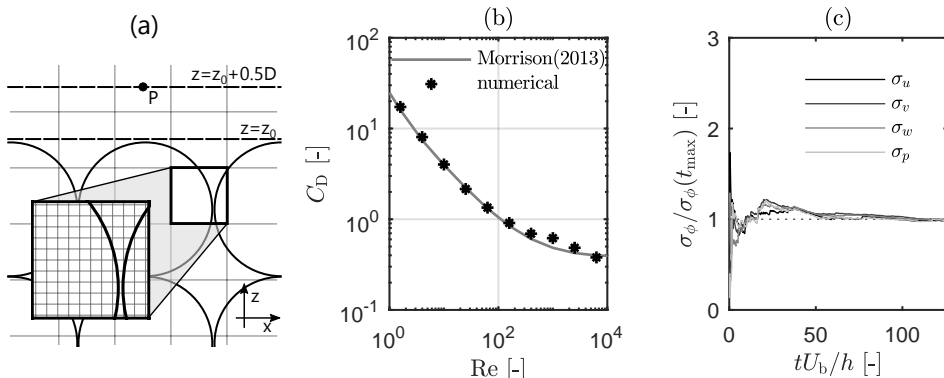 (a)
z=z₀+0.5D
P
z=z₀
z
x
(b)
10²
10¹
10⁰
10⁻¹
C_D [-]
Morrison(2013)
numerical
10⁰
10²
10⁴
Re [-]
(c)
3
2
1
0
σ_ϕ/σ_ϕ(t_max) [-]
σ_u
σ_v
σ_w
σ_p
0
50
100
tU_b/h [-]